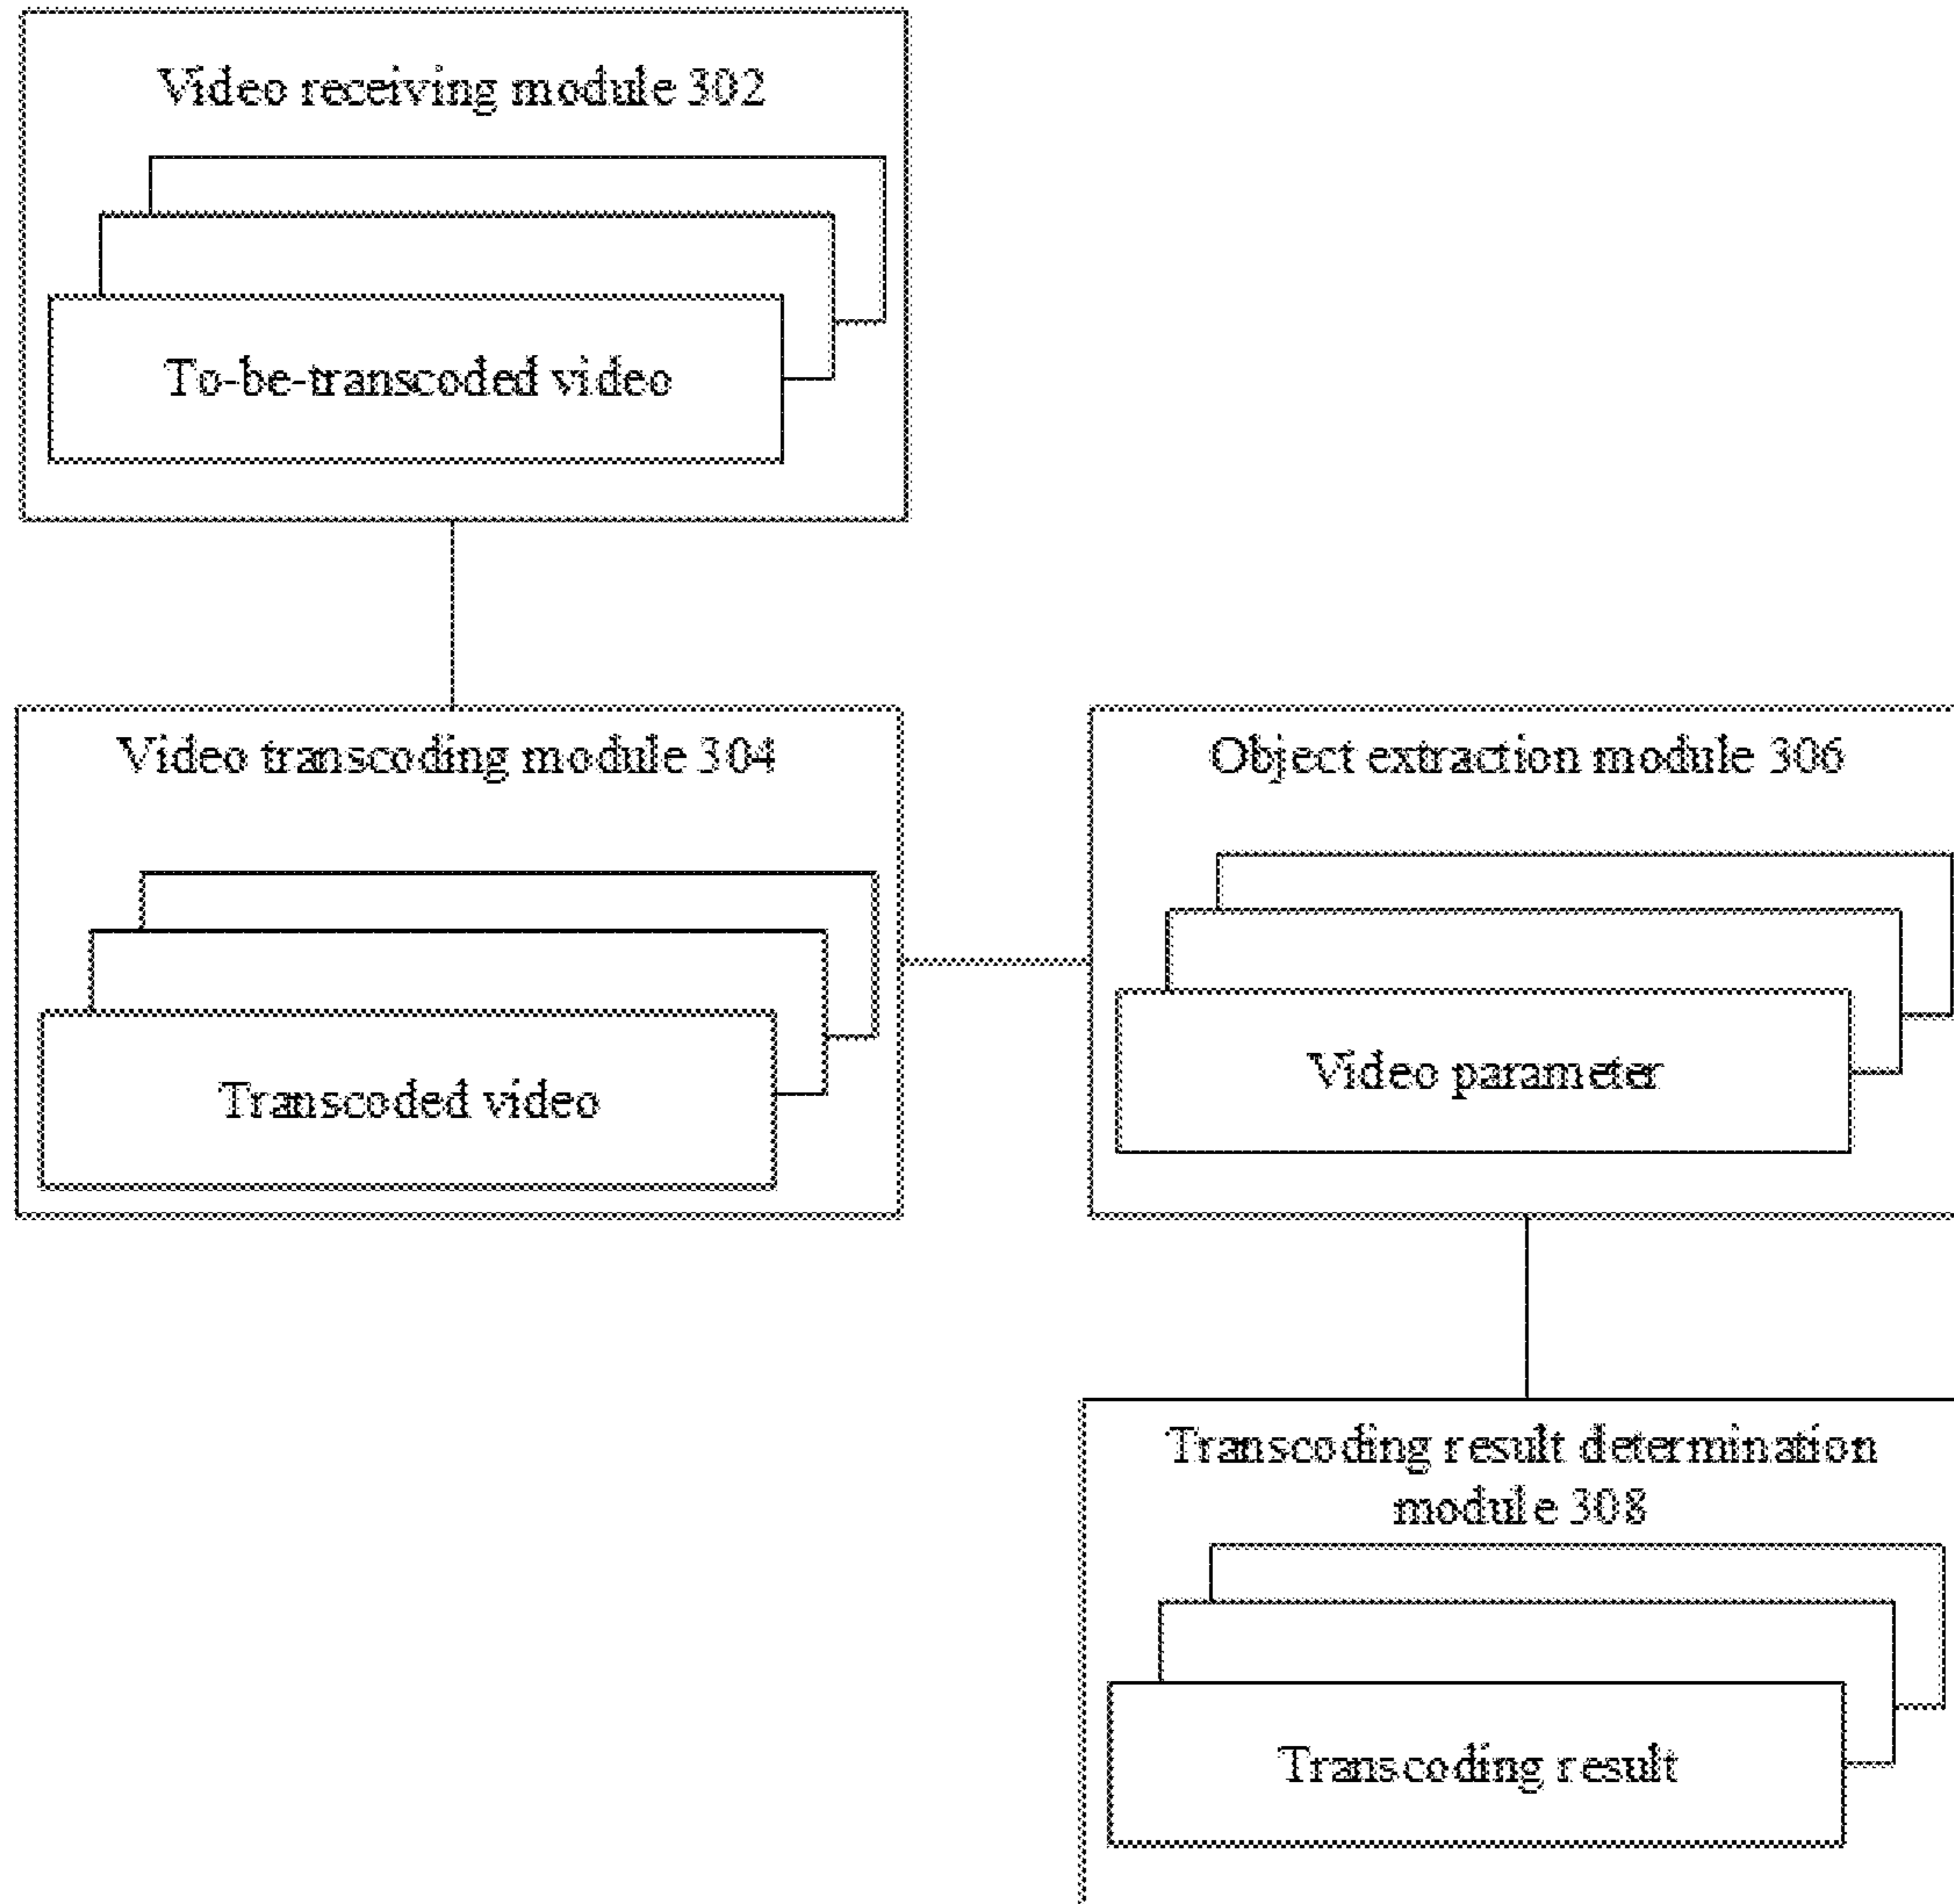 Video receiving module 302
To-be-transcoded video
Video transcoding module 304
Transcoded video
Object extraction module 306
Video parameter
Transcoding result determination
module 308
Transcoding result